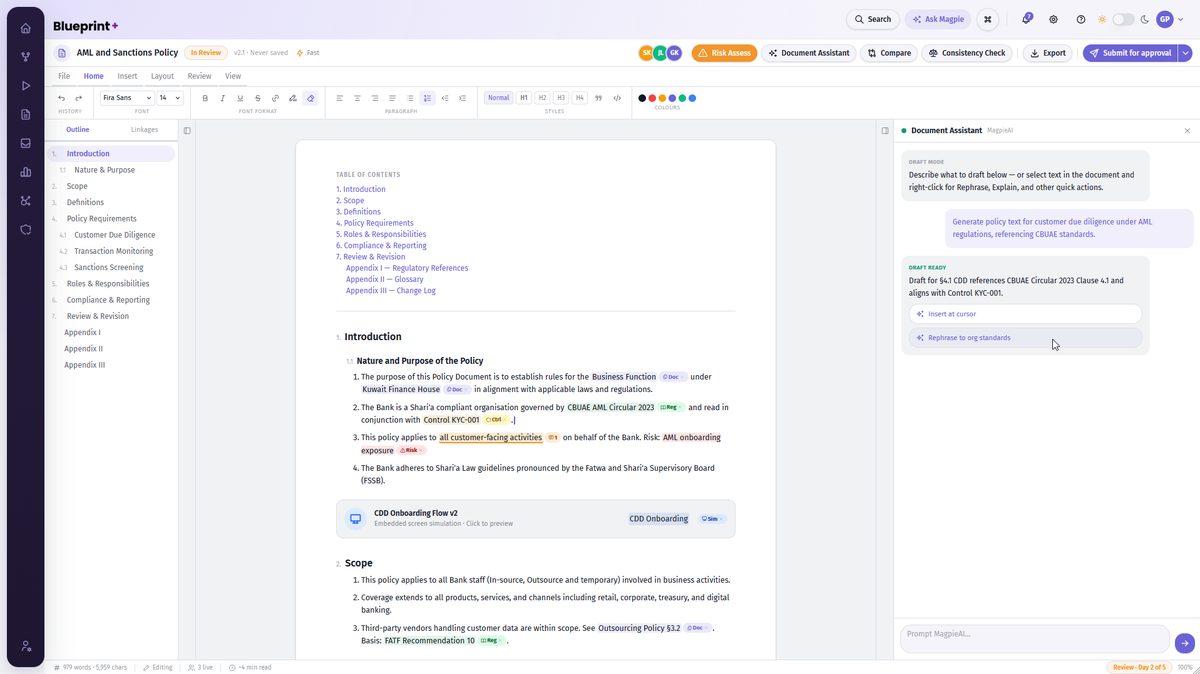 Blueprint+
Search
Ask Magpie
7
GP
AML and Sanctions Policy
In Review
v2.1 · Never saved
Fast
SK JL GK
Risk Assess
Document Assistant
Compare
Consistency Check
Export
Submit for approval
File Home Insert Layout Review View
Fira Sans 14
B I U S Normal H1 H2 H3 H4
HISTORY FONT FONT FORMAT PARAGRAPH STYLES COLOURS
Outline Linkages
1. Introduction
1.1 Nature & Purpose
2. Scope
3. Definitions
4. Policy Requirements
4.1 Customer Due Diligence
4.2 Transaction Monitoring
4.3 Sanctions Screening
5. Roles & Responsibilities
6. Compliance & Reporting
7. Review & Revision
Appendix I
Appendix II
Appendix III
TABLE OF CONTENTS
1. Introduction
2. Scope
3. Definitions
4. Policy Requirements
5. Roles & Responsibilities
6. Compliance & Reporting
7. Review & Revision
Appendix I — Regulatory References
Appendix II — Glossary
Appendix III — Change Log
1. Introduction
1.1 Nature and Purpose of the Policy
1. The purpose of this Policy Document is to establish rules for the Business Function Doc under
Kuwait Finance House Doc in alignment with applicable laws and regulations.
2. The Bank is a Shari'a compliant organisation governed by CBUAE AML Circular 2023 Reg and read in
conjunction with Control KYC-001 Ctrl .
3. This policy applies to all customer-facing activities 1 on behalf of the Bank. Risk: AML onboarding
exposure Risk .
4. The Bank adheres to Shari'a Law guidelines pronounced by the Fatwa and Shari'a Supervisory Board
(FSSB).
CDD Onboarding Flow v2
Embedded screen simulation · Click to preview
CDD Onboarding Sim
2. Scope
1. This policy applies to all Bank staff (In-source, Outsource and temporary) involved in business activities.
2. Coverage extends to all products, services, and channels including retail, corporate, treasury, and digital
banking.
3. Third-party vendors handling customer data are within scope. See Outsourcing Policy §3.2 Doc .
Basis: FATF Recommendation 10 Reg .
Document Assistant MagpieAI
DRAFT MODE
Describe what to draft below — or select text in the document and
right-click for Rephrase, Explain, and other quick actions.
Generate policy text for customer due diligence under AML
regulations, referencing CBUAE standards.
DRAFT READY
Draft for §4.1 CDD references CBUAE Circular 2023 Clause 4.1 and
aligns with Control KYC-001.
Insert at cursor
Rephrase to org standards
Prompt MagpieAI...
# 979 words · 5,959 chars
Editing
3 live
~4 min read
Review · Day 2 of 5
100%